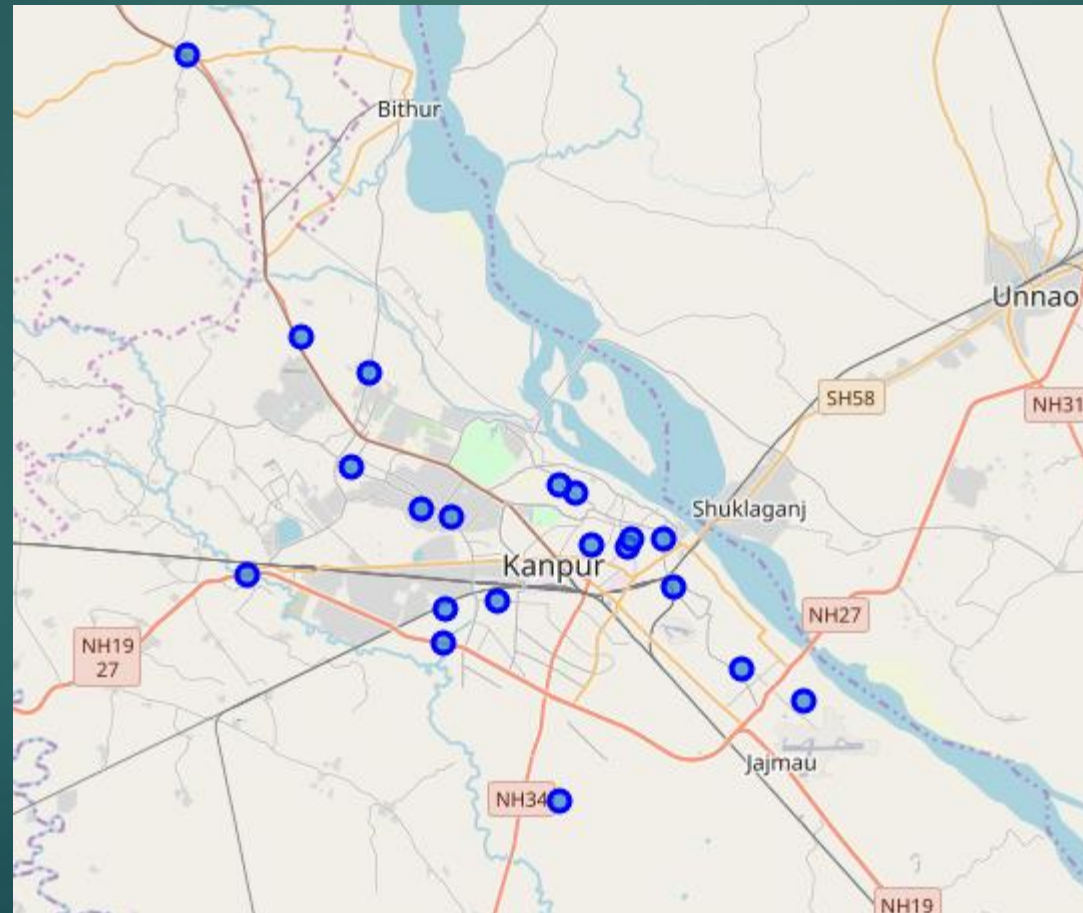 Bithur
Unnao
SH58
NH31
Shuklaganj
Kanpur
NH27
NH19
27
Jajmau
NH34
NH19